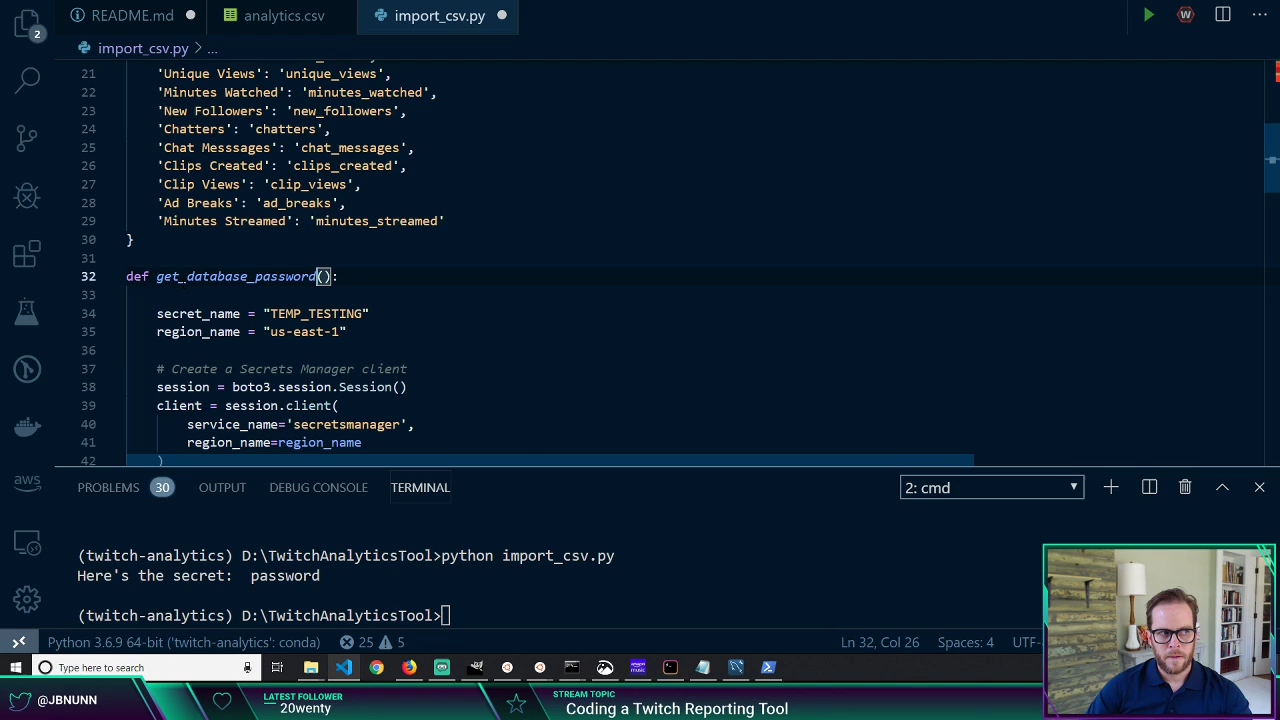 README.md
analytics.csv
import_csv.py
2
import_csv.py > ...
21 'Unique Views': 'unique_views',
22 'Minutes Watched': 'minutes_watched',
23 'New Followers': 'new_followers',
24 'Chatters': 'chatters',
25 'Chat Messsages': 'chat_messages',
26 'Clips Created': 'clips_created',
27 'Clip Views': 'clip_views',
28 'Ad Breaks': 'ad_breaks',
29 'Minutes Streamed': 'minutes_streamed'
30 }
31
32 def get_database_password():
33
34 secret_name = "TEMP_TESTING"
35 region_name = "us-east-1"
36
37 # Create a Secrets Manager client
38 session = boto3.session.Session()
39 client = session.client(
40 service_name='secretsmanager',
41 region_name=region_name
42 )
aws
PROBLEMS 30 OUTPUT DEBUG CONSOLE TERMINAL 2: cmd
(twitch-analytics) D:\TwitchAnalyticsTool>python import_csv.py
Here's the secret:  password
(twitch-analytics) D:\TwitchAnalyticsTool>
Python 3.6.9 64-bit ('twitch-analytics': conda) 25 5 Ln 32, Col 26 Spaces: 4 UTF-
Type here to search
@JBNUNN
LATEST FOLLOWER
20wenty
STREAM TOPIC
Coding a Twitch Reporting Tool